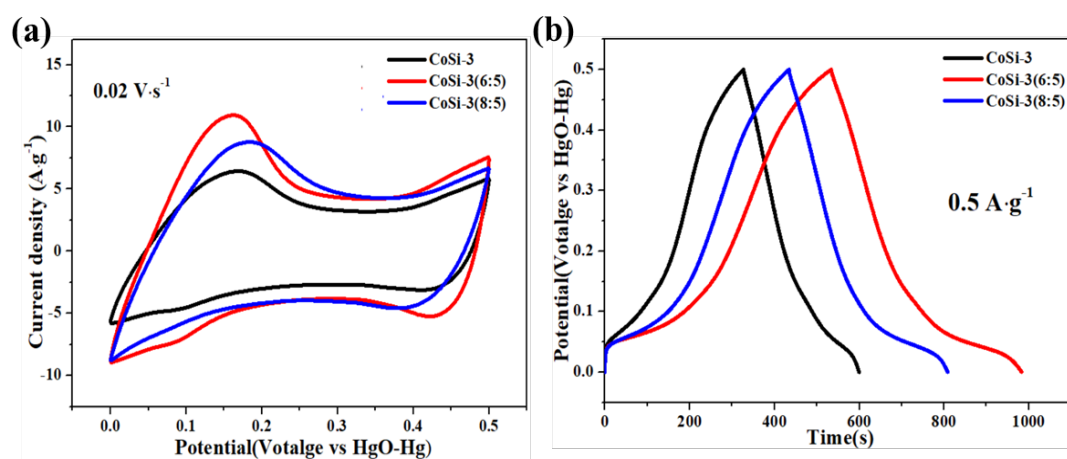 (a)
0.02 V·s⁻¹
CoSi-3
CoSi-3(6:5)
CoSi-3(8:5)
Current density (A·g⁻¹)
15
10
5
0
-5
-10
0.0 0.1 0.2 0.3 0.4 0.5
Potential(Votalge vs HgO-Hg)
(b)
CoSi-3
CoSi-3(6:5)
CoSi-3(8:5)
0.5 A·g⁻¹
Potential(Votalge vs HgO-Hg)
0.5
0.4
0.3
0.2
0.1
0.0
0 200 400 600 800 1000
Time(s)